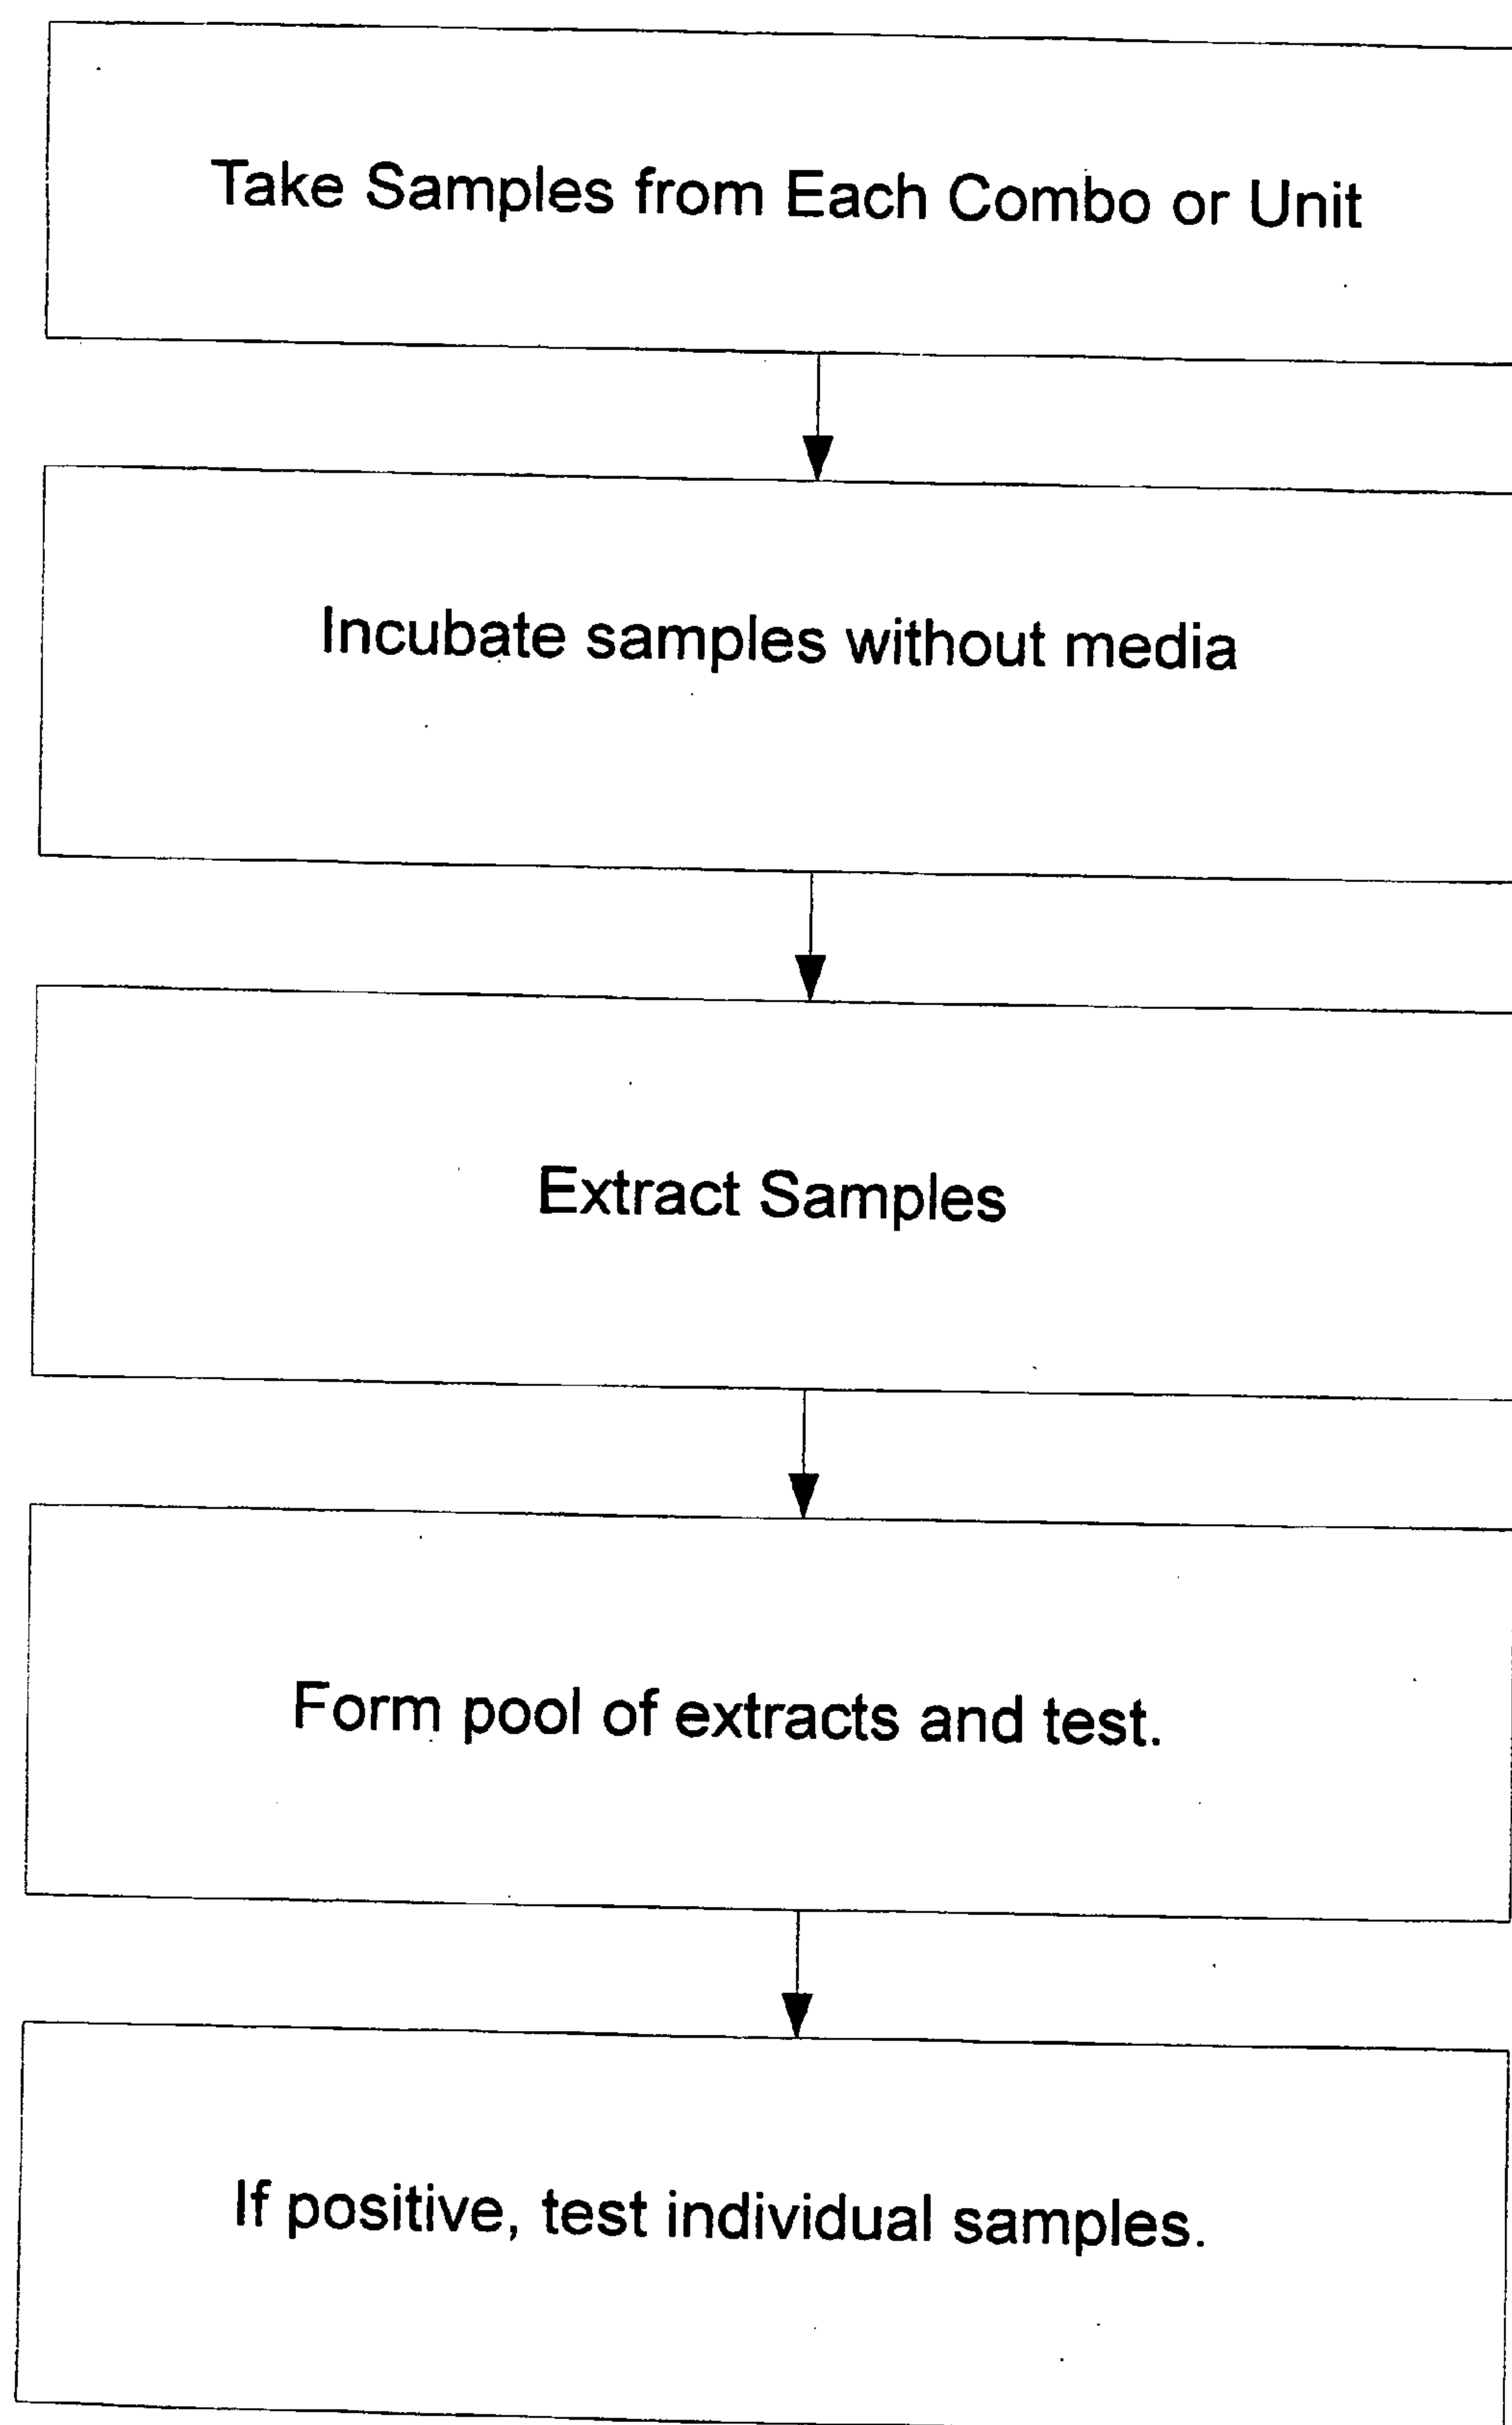 Take Samples from Each Combo or Unit
Incubate samples without media
Extract Samples
Form pool of extracts and test.
If positive, test individual samples.